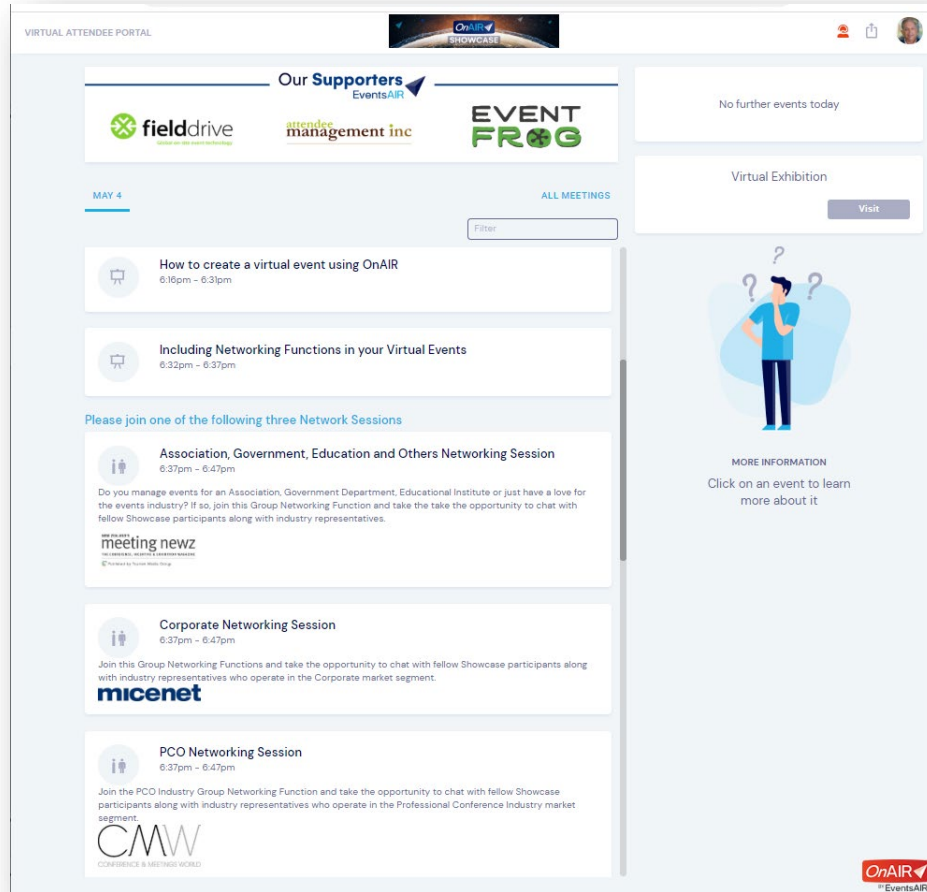 VIRTUAL ATTENDEE PORTAL
OnAIR
SHOWCASE
Our Supporters
EventsAIR
fielddrive
Global on-site event technology
attendee
management inc
EVENT
FROG
MAY 4
ALL MEETINGS
Filter
How to create a virtual event using OnAIR
6:16pm - 6:31pm
Including Networking Functions in your Virtual Events
6:32pm - 6:37pm
Please join one of the following three Network Sessions
Association, Government, Education and Others Networking Session
6:37pm - 6:47pm
Do you manage events for an Association, Government Department, Educational Institute or just have a love for
the events industry? If so, join this Group Networking Function and take the take the opportunity to chat with
fellow Showcase participants along with industry representatives.
meeting newz
Corporate Networking Session
6:37pm - 6:47pm
Join this Group Networking Functions and take the opportunity to chat with fellow Showcase participants along
with industry representatives who operate in the Corporate market segment.
micenet
PCO Networking Session
6:37pm - 6:47pm
Join the PCO Industry Group Networking Function and take the opportunity to chat with fellow Showcase
participants along with industry representatives who operate in the Professional Conference Industry market
segment.
CMW
CONFERENCE & MEETINGS WORLD
No further events today
Virtual Exhibition
Visit
? ? ?
MORE INFORMATION
Click on an event to learn
more about it
OnAIR
BY EventsAIR